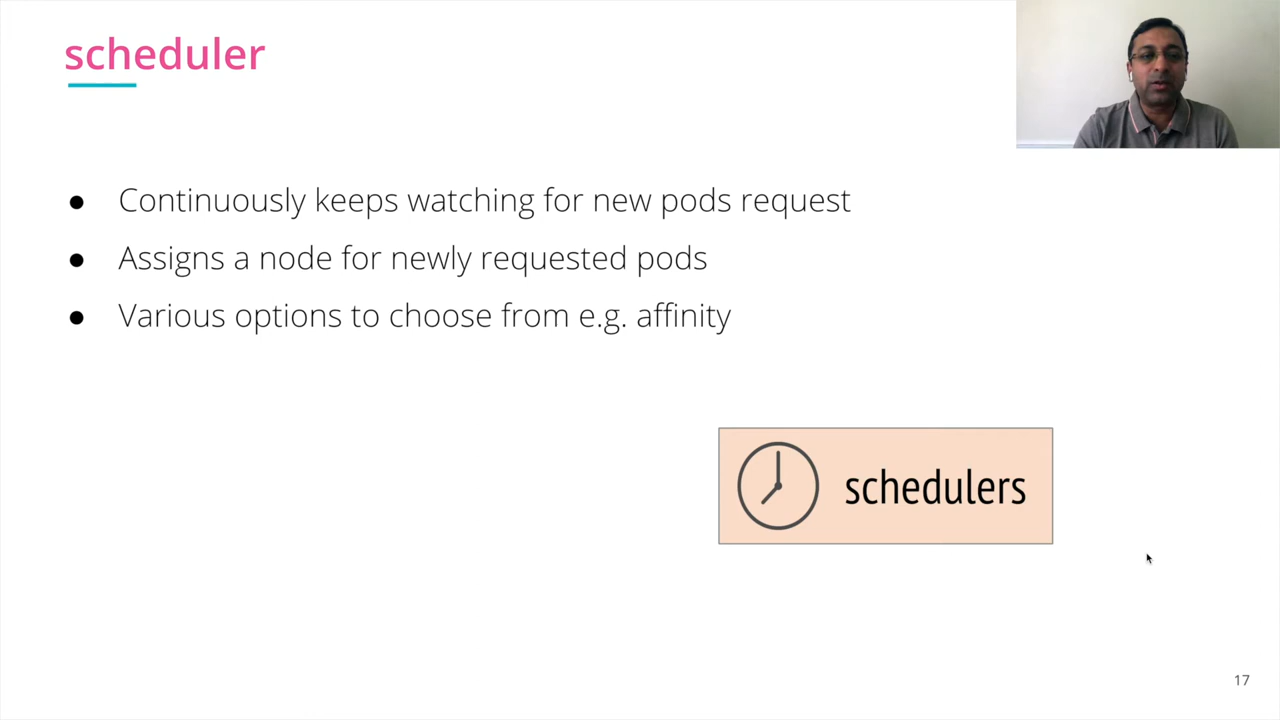 scheduler
● Continuously keeps watching for new pods request
● Assigns a node for newly requested pods
● Various options to choose from e.g. affinity
schedulers
17